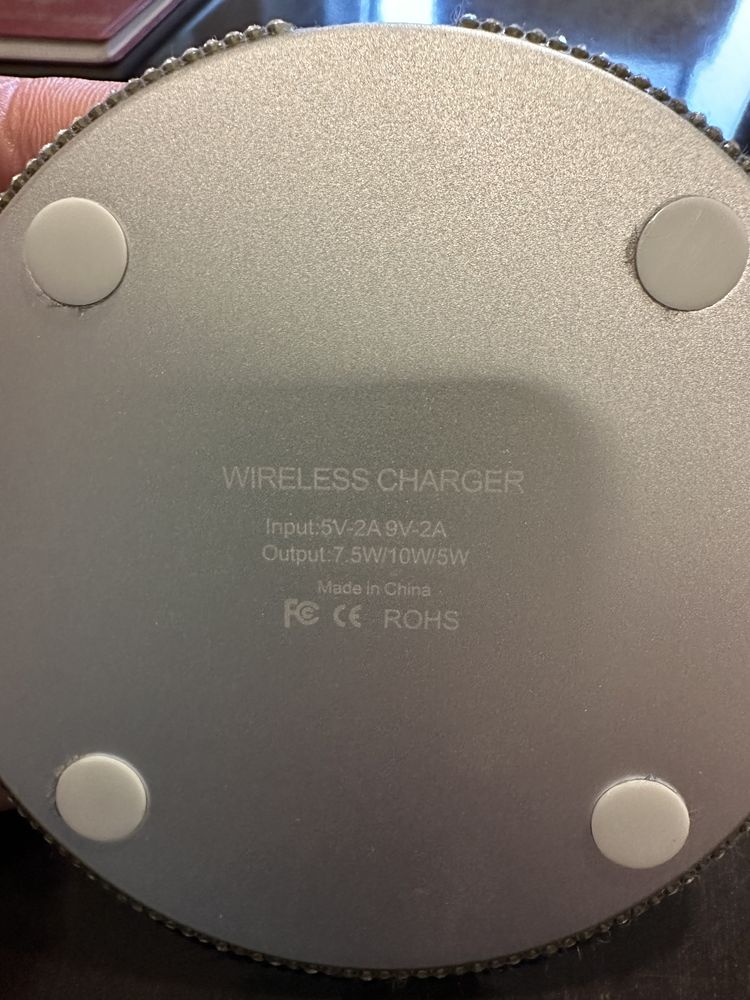 WIRELESS CHARGER
Input:5V-2A 9V-2A
Output:7.5W/10W/5W
Made in China
FC CE ROHS